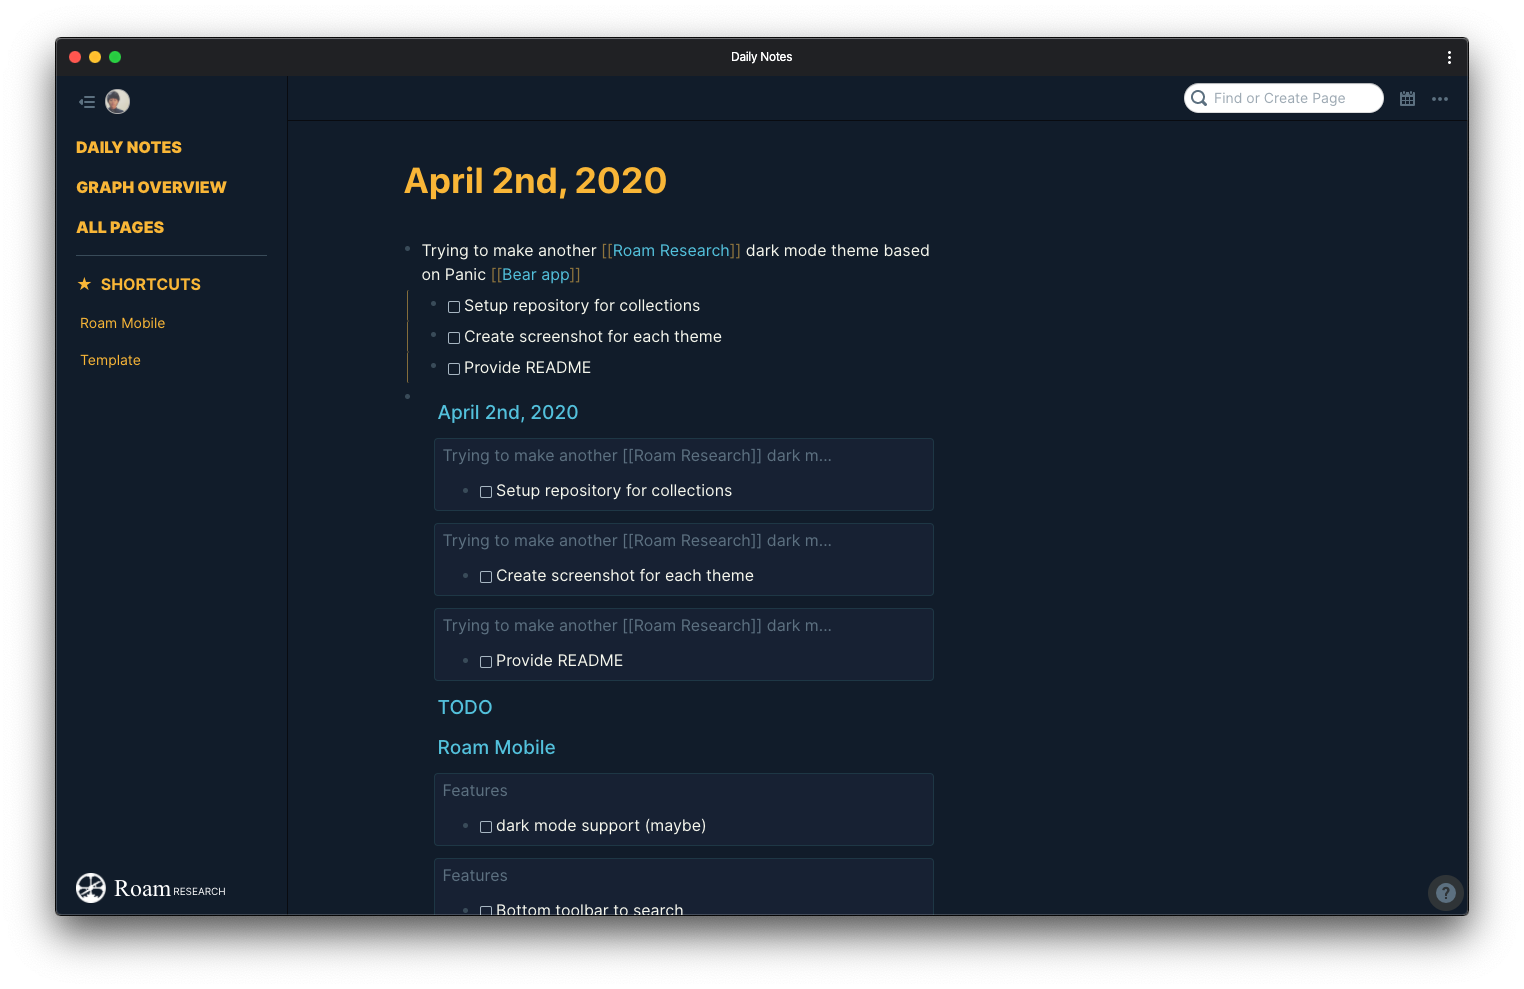 Daily Notes
Find or Create Page
DAILY NOTES
GRAPH OVERVIEW
ALL PAGES
★ SHORTCUTS
Roam Mobile
Template
Roam RESEARCH
April 2nd, 2020
Trying to make another [[Roam Research]] dark mode theme based
on Panic [[Bear app]]
Setup repository for collections
Create screenshot for each theme
Provide README
April 2nd, 2020
Trying to make another [[Roam Research]] dark m...
Setup repository for collections
Trying to make another [[Roam Research]] dark m...
Create screenshot for each theme
Trying to make another [[Roam Research]] dark m...
Provide README
TODO
Roam Mobile
Features
dark mode support (maybe)
Features
Bottom toolbar to search
?